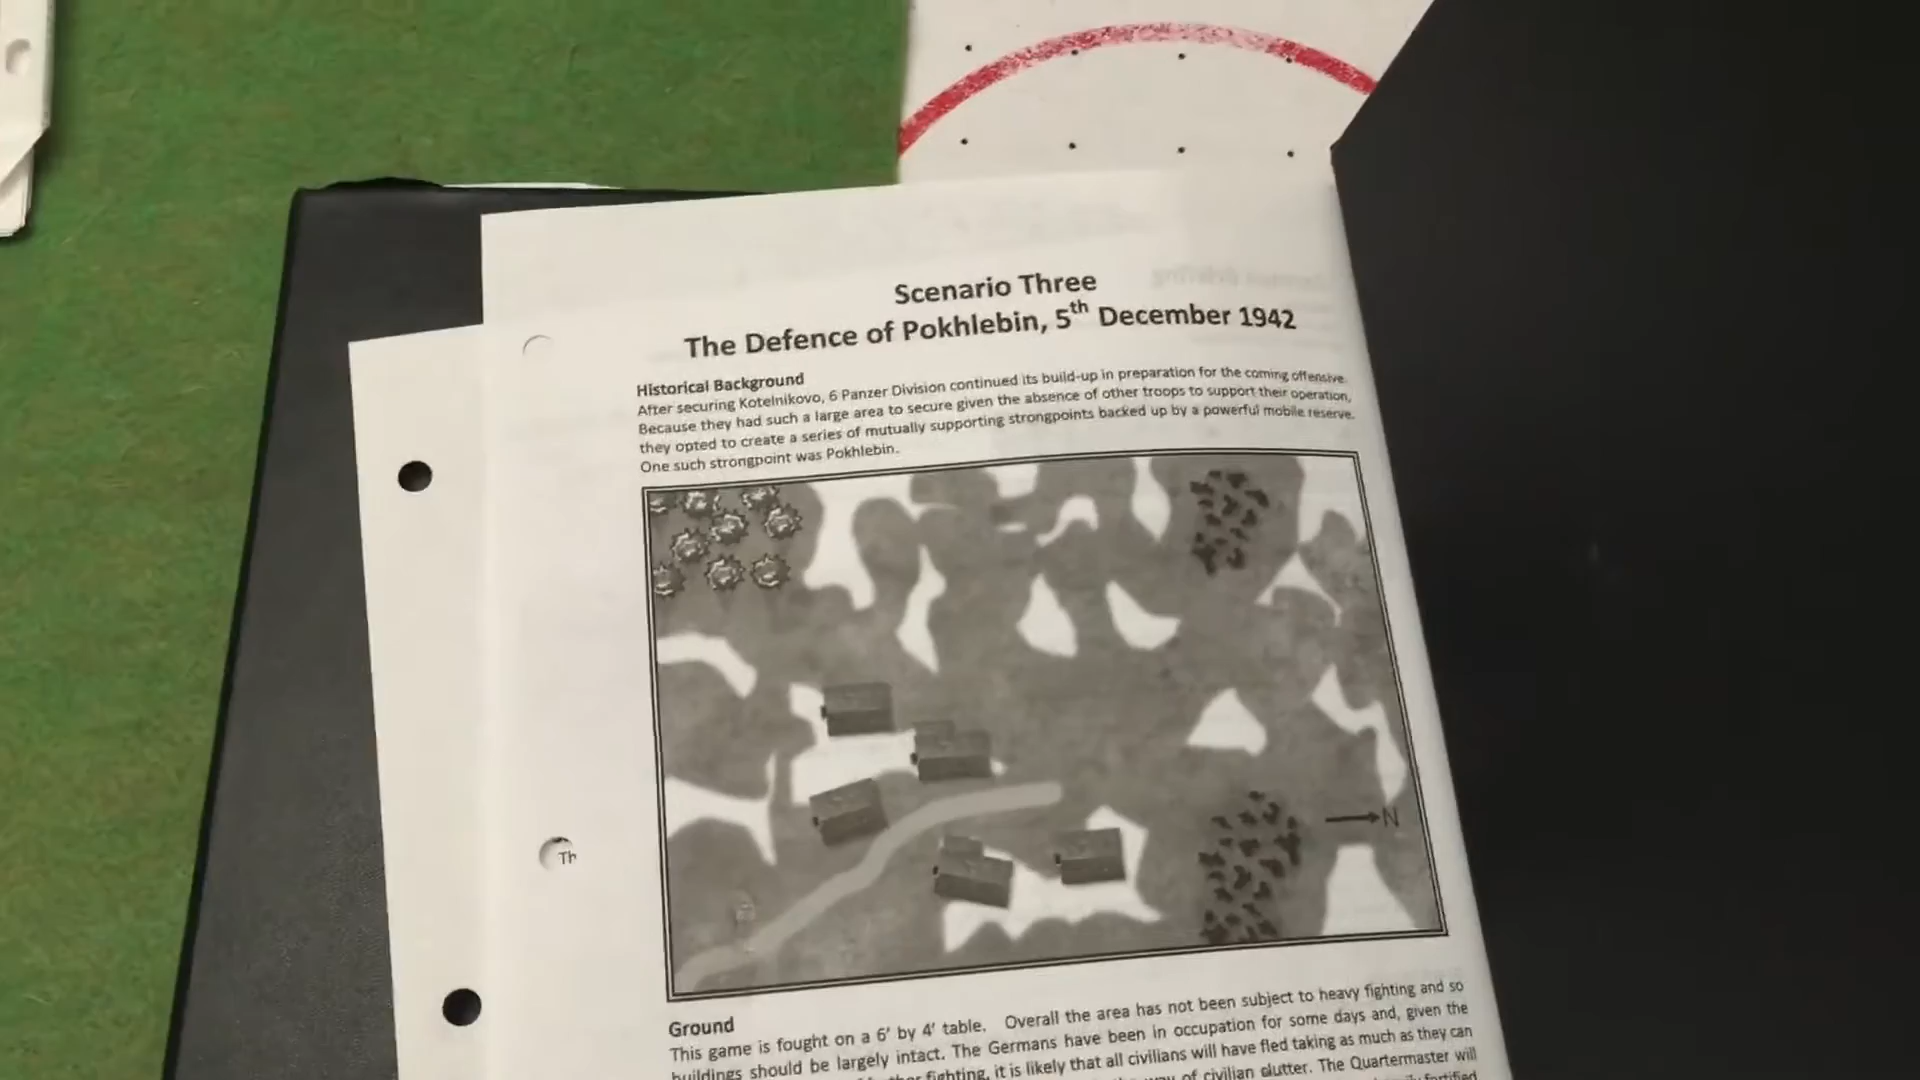 Scenario Three
The Defence of Pokhlebin, 5th December 1942
Historical Background
After securing Kotelnikovo, 6 Panzer Division continued its build-up in preparation for the coming offensive.
Because they had such a large area to secure given the absence of other troops to support their operation,
they opted to create a series of mutually supporting strongpoints backed up by a powerful mobile reserve.
One such strongpoint was Pokhlebin.
N
Th
Ground
This game is fought on a 6' by 4' table. Overall the area has not been subject to heavy fighting and so
buildings should be largely intact. The Germans have been in occupation for some days and, given the
fighting, it is likely that all civilians will have fled taking as much as they can
way of civilian clutter. The Quartermaster will
fortified